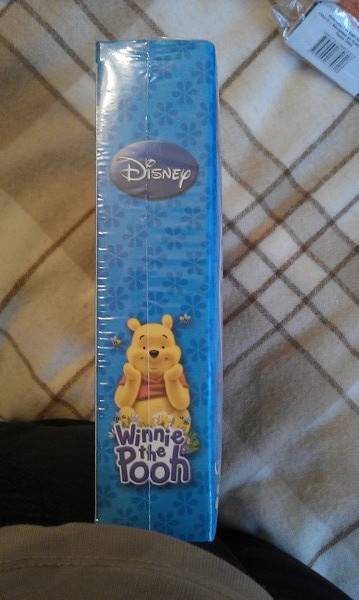 Disney
Winnie
the
Pooh